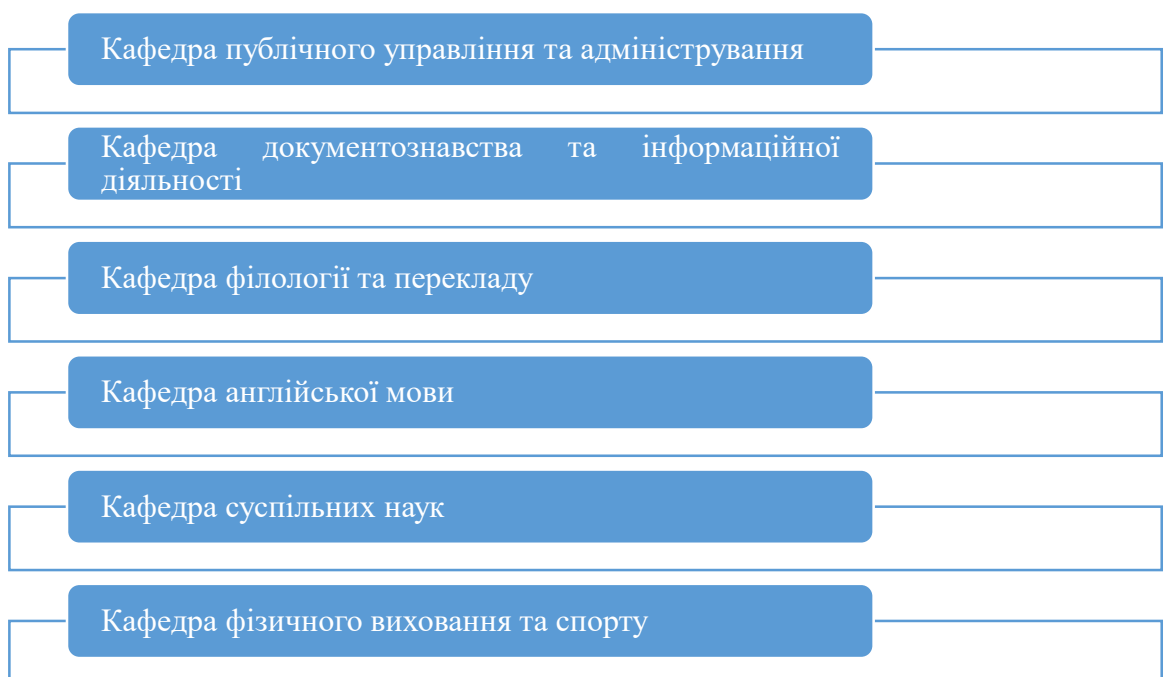 Кафедра публічного управління та адміністрування
Кафедра документознавства та інформаційної
діяльності
Кафедра філології та перекладу
Кафедра англійської мови
Кафедра суспільних наук
Кафедра фізичного виховання та спорту